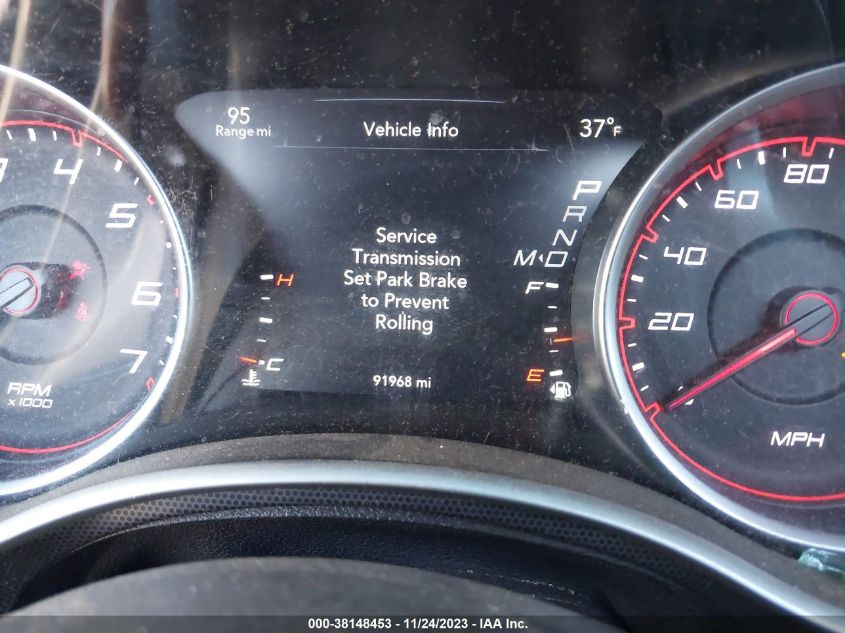 95
Range mi
Vehicle Info
37°F
P
R
N
M◂D
Service
Transmission
Set Park Brake
to Prevent
Rolling
H
C
F
E
91968 mi
4
5
6
7
RPM
x1000
20
40
60
80
MPH
000-38148453 - 11/24/2023 - IAA Inc.